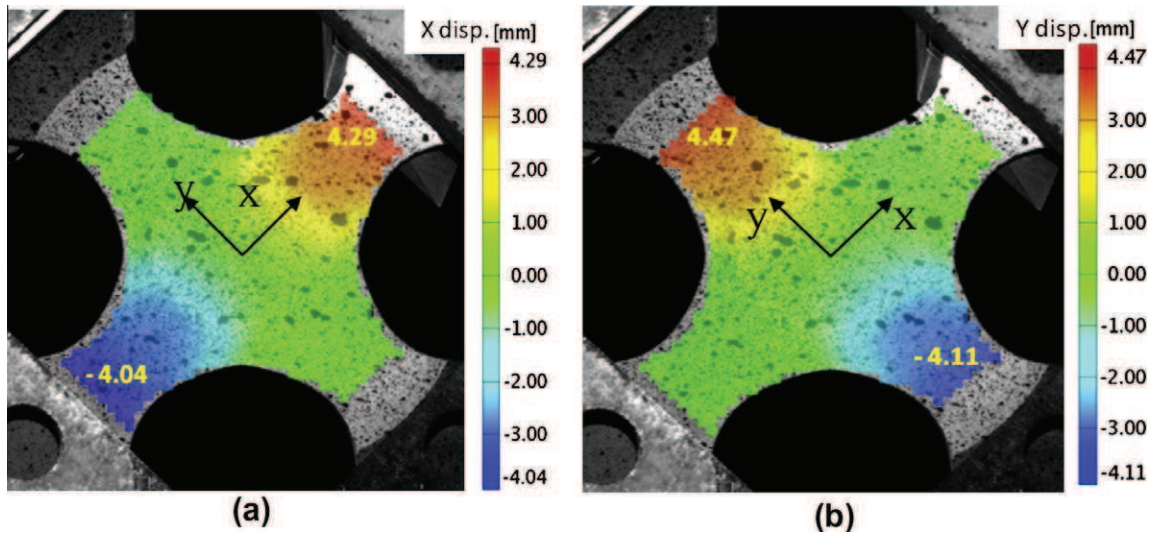 X disp.[mm]
4.29
3.00
2.00
1.00
0.00
-1.00
-2.00
-3.00
-4.04
4.29
y
x
- 4.04
(a)
Y disp.[mm]
4.47
3.00
2.00
1.00
0.00
-1.00
-2.00
-3.00
-4.11
4.47
y
x
- 4.11
(b)